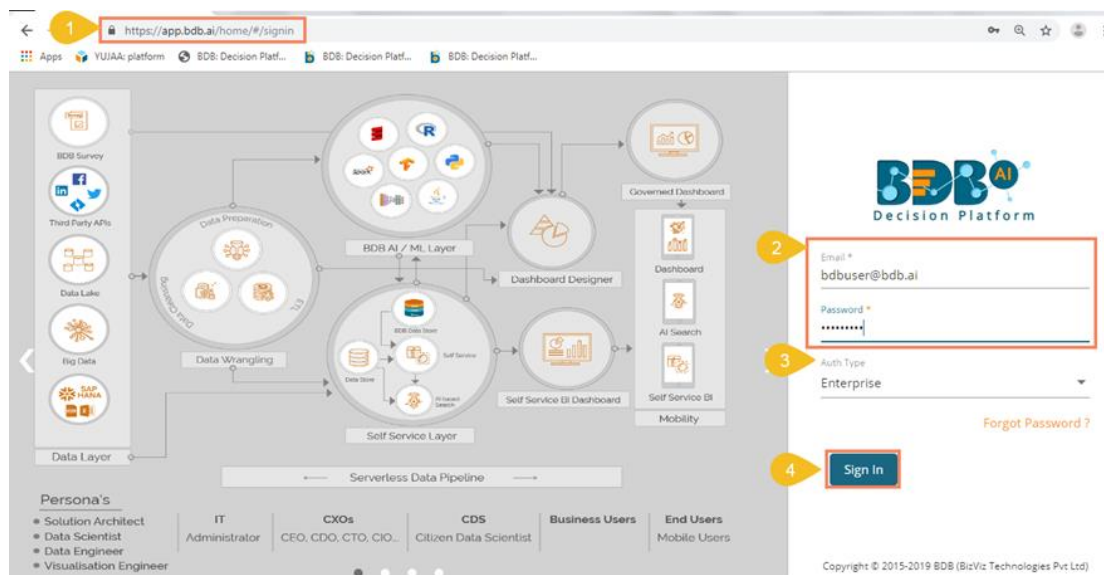 1
https://app.bdb.ai/home/#/signin
Apps YUJAA: platform BDB: Decision Platf... BDB: Decision Platf... BDB: Decision Platf...
BDB Survey
Third Party APIs
Data Lake
Big Data
SAP HANA
Data Layer
Data Preparation
Data Cleansing
ETL
Data Wrangling
R
Spark
BDB AI / ML Layer
BDB Data Store
Data Store
Self Service
AI based Search
Self Service Layer
Dashboard Designer
Self Service BI Dashboard
Governed Dashboard
Dashboard
AI Search
Self Service BI
Mobility
Serverless Data Pipeline
Persona's
Solution Architect
Data Scientist
Data Engineer
Visualisation Engineer
IT
Administrator
CXOs
CEO, CDO, CTO, CIO...
CDS
Citizen Data Scientist
Business Users
End Users
Mobile Users
BDB AI
Decision Platform
2
Email *
bdbuser@bdb.ai
Password *
3
Auth Type
Enterprise
Forgot Password ?
4
Sign In
Copyright © 2015-2019 BDB (BizViz Technologies Pvt Ltd)